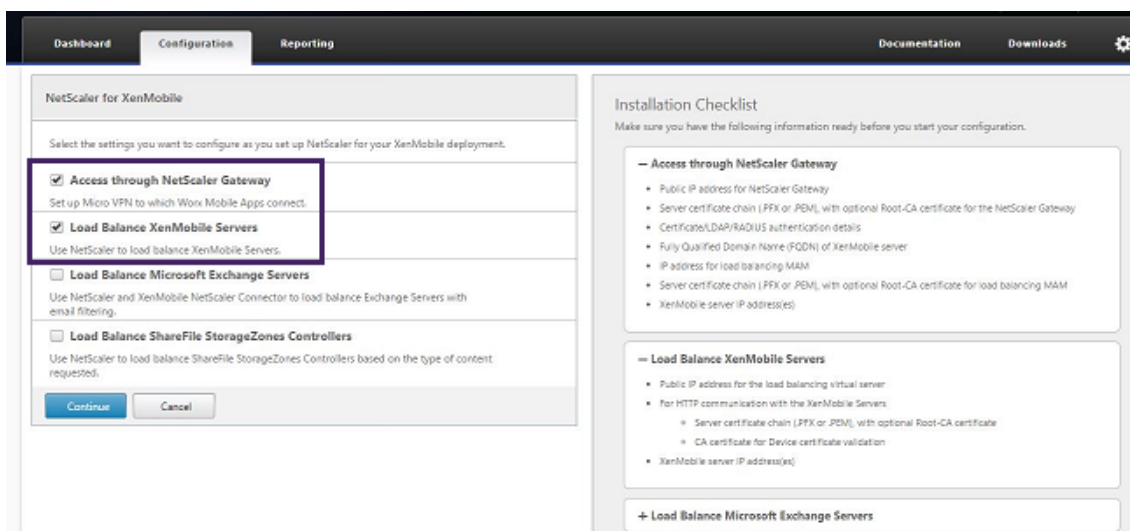 Dashboard Configuration Reporting Documentation Downloads
NetScaler for XenMobile
Select the settings you want to configure as you set up NetScaler for your XenMobile deployment.
Access through NetScaler Gateway
Set up Micro VPN to which Worx Mobile Apps connect.
Load Balance XenMobile Servers
Use NetScaler to load balance XenMobile Servers.
Load Balance Microsoft Exchange Servers
Use NetScaler and XenMobile NetScaler Connector to load balance Exchange Servers with
email filtering.
Load Balance ShareFile StorageZones Controllers
Use NetScaler to load balance ShareFile StorageZones Controllers based on the type of content
requested.
Continue Cancel
Installation Checklist
Make sure you have the following information ready before you start your configuration.
− Access through NetScaler Gateway
• Public IP address for NetScaler Gateway
• Server certificate chain (.PFX or .PEM), with optional Root-CA certificate for the NetScaler Gateway
• Certificate/LDAP/RADIUS authentication details
• Fully Qualified Domain Name (FQDN) of XenMobile server
• IP address for load balancing MAM
• Server certificate chain (.PFX or .PEM), with optional Root-CA certificate for load balancing MAM
• XenMobile server IP address(es)
− Load Balance XenMobile Servers
• Public IP address for the load balancing virtual server
• For HTTP communication with the XenMobile Servers
Server certificate chain (.PFX or .PEM), with optional Root-CA certificate
CA certificate for Device certificate validation
• XenMobile server IP address(es)
+ Load Balance Microsoft Exchange Servers